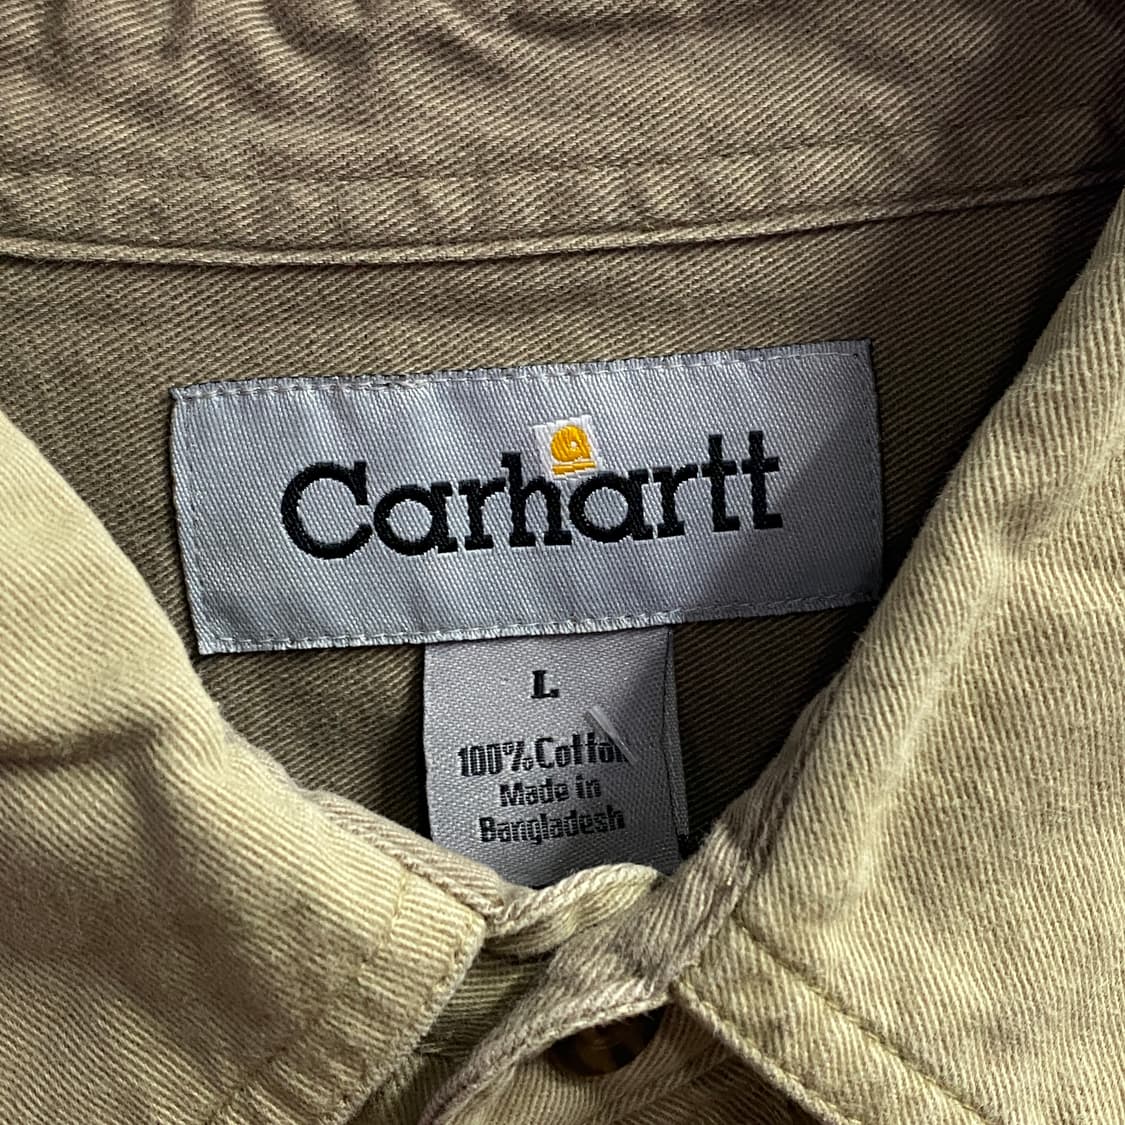 Carhartt
L
100% Cotton
Made in
Bangladesh